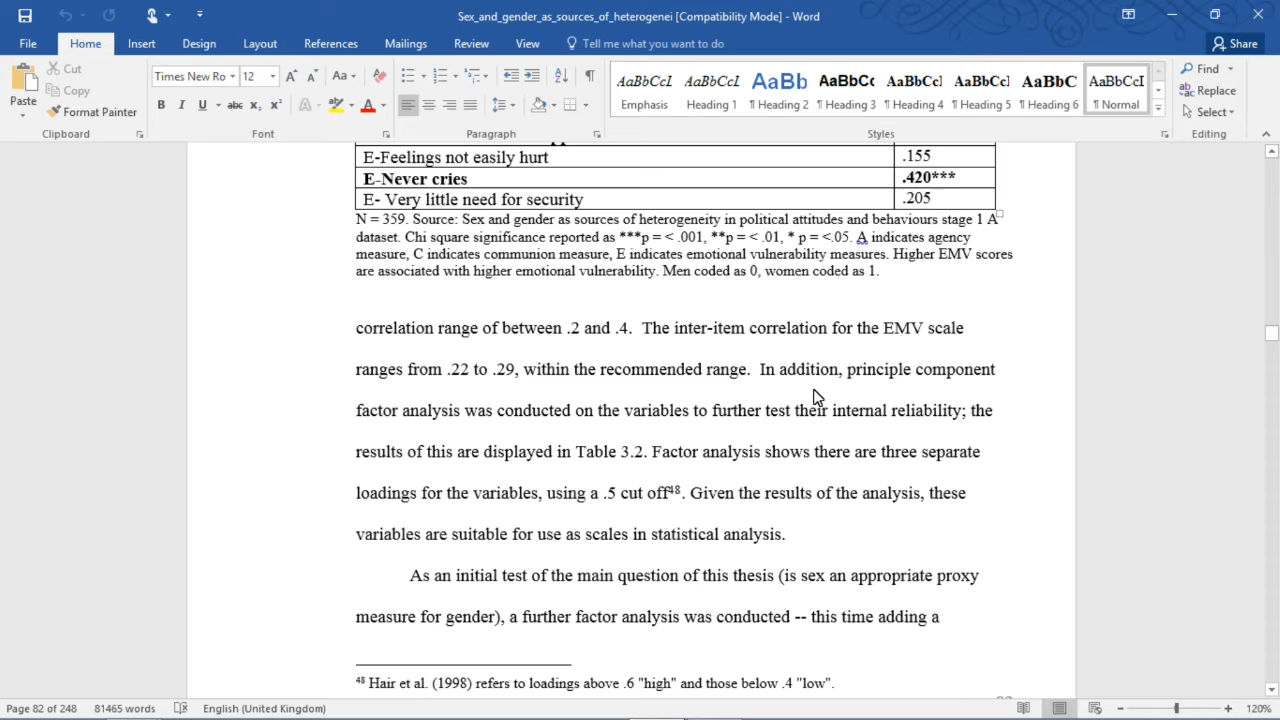 Sex_and_gender_as_sources_of_heterogenei [Compatibility Mode] - Word
File Home Insert Design Layout References Mailings Review View Tell me what you want to do Share
Paste
Cut
Copy
Format Painter
Clipboard
Times New Ro 12
Font
Paragraph
AaBbCcI AaBbCcI AaBb AaBbCc AaBbCcI AaBbCcI AaBbC AaBbCcI
Emphasis Heading 1 ¶ Heading 2 ¶ Heading 3 ¶ Heading 4 ¶ Heading 5 ¶ Heading 6 ¶ Normal
Styles
Find
Replace
Select
Editing
E-Feelings not easily hurt .155
E-Never cries .420***
E- Very little need for security .205
N = 359. Source: Sex and gender as sources of heterogeneity in political attitudes and behaviours stage 1 A
dataset. Chi square significance reported as ***p = < .001, **p = < .01, * p = <.05. A indicates agency
measure, C indicates communion measure, E indicates emotional vulnerability measures. Higher EMV scores
are associated with higher emotional vulnerability. Men coded as 0, women coded as 1.
correlation range of between .2 and .4. The inter-item correlation for the EMV scale
ranges from .22 to .29, within the recommended range. In addition, principle component
factor analysis was conducted on the variables to further test their internal reliability; the
results of this are displayed in Table 3.2. Factor analysis shows there are three separate
loadings for the variables, using a .5 cut off48. Given the results of the analysis, these
variables are suitable for use as scales in statistical analysis.
As an initial test of the main question of this thesis (is sex an appropriate proxy
measure for gender), a further factor analysis was conducted -- this time adding a
48 Hair et al. (1998) refers to loadings above .6 "high" and those below .4 "low".
Page 82 of 248 81465 words English (United Kingdom) 120%